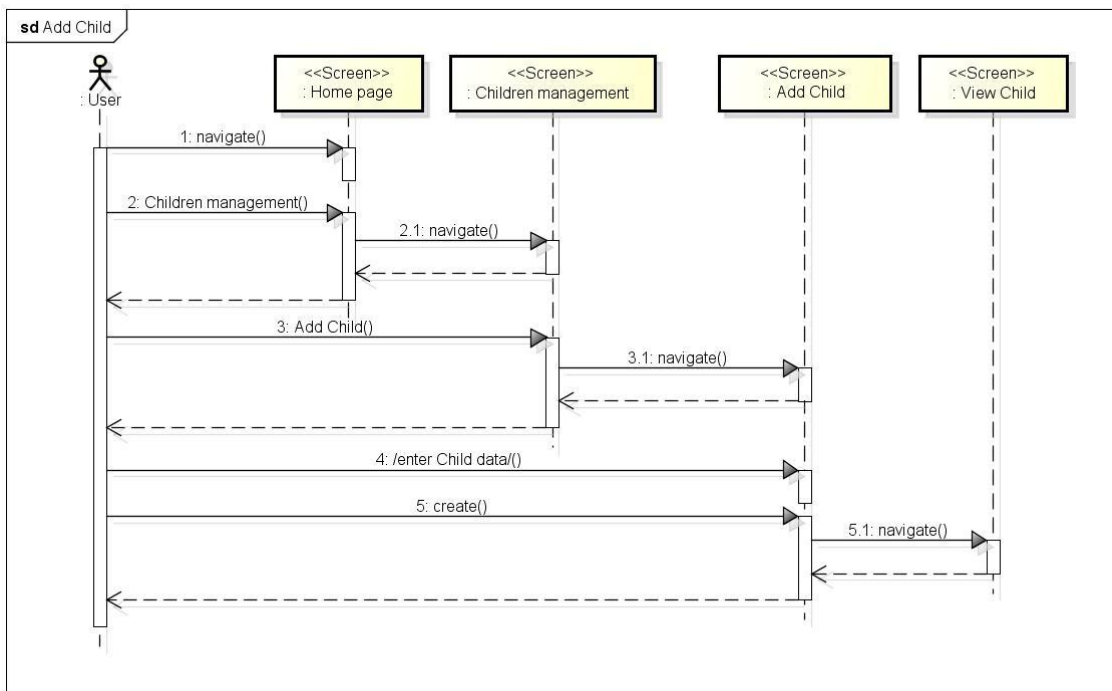 sd Add Child
: User
<<Screen>>
: Home page
<<Screen>>
: Children management
<<Screen>>
: Add Child
<<Screen>>
: View Child
1: navigate()
2: Children management()
2.1: navigate()
3: Add Child()
3.1: navigate()
4: /enter Child data/()
5: create()
5.1: navigate()